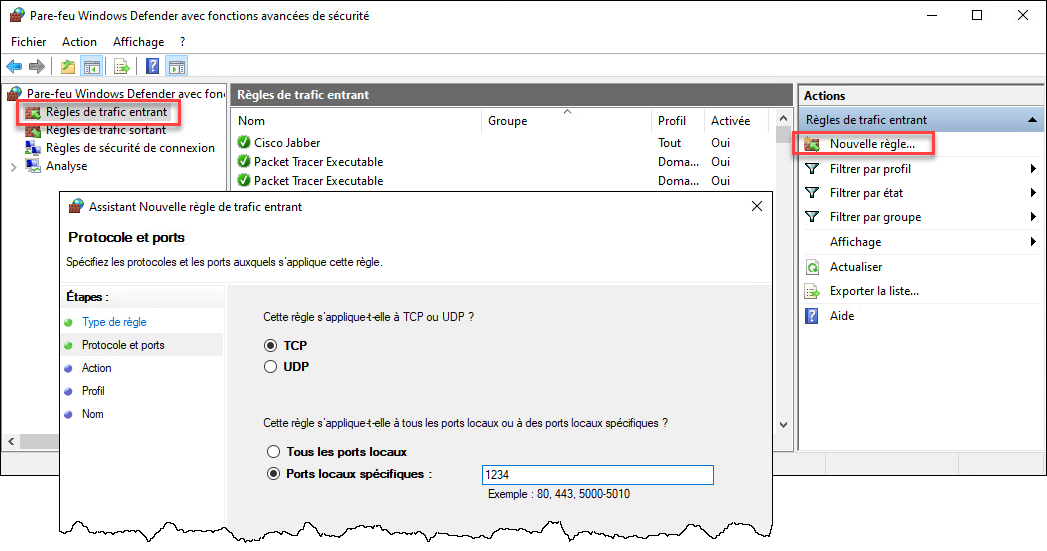 Pare-feu Windows Defender avec fonctions avancées de sécurité
Fichier Action Affichage ?
Pare-feu Windows Defender avec fon
Règles de trafic entrant
Règles de trafic sortant
Règles de sécurité de connexion
Analyse
Règles de trafic entrant
Nom Groupe Profil Activée
Cisco Jabber Tout Oui
Packet Tracer Executable Doma... Oui
Packet Tracer Executable Doma... Oui
Actions
Règles de trafic entrant
Nouvelle règle...
Filtrer par profil
Filtrer par état
Filtrer par groupe
Affichage
Actualiser
Exporter la liste...
Aide
Assistant Nouvelle règle de trafic entrant
Protocole et ports
Spécifiez les protocoles et les ports auxquels s'applique cette règle.
Étapes :
Type de règle
Protocole et ports
Action
Profil
Nom
Cette règle s'applique-t-elle à TCP ou UDP ?
TCP
UDP
Cette règle s'applique-t-elle à tous les ports locaux ou à des ports locaux spécifiques ?
Tous les ports locaux
Ports locaux spécifiques : 1234
Exemple : 80, 443, 5000-5010